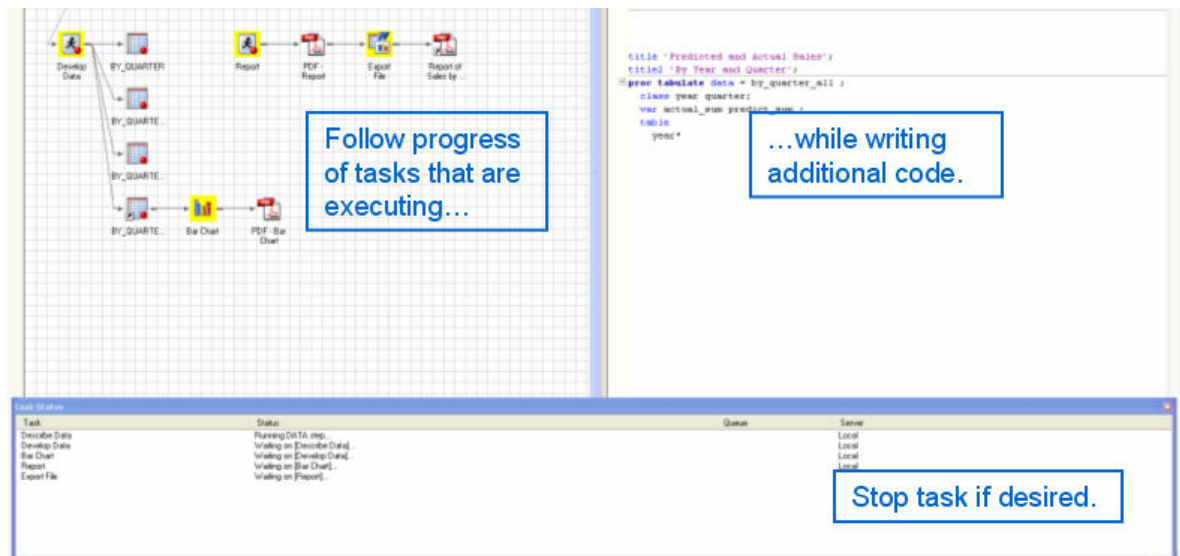 Develop
Data
BY_QUARTER
Report
PDF -
Report
Export
File
Report of
Sales by ...
BY_QUARTE...
BY_QUARTE...
BY_QUARTE...
Bar Chart
PDF - Bar
Chart
Follow progress
of tasks that are
executing...
title 'Predicted and Actual Sales';
title2 'By Year and Quarter';
proc tabulate data = by_quarter_all ;
class year quarter;
var actual_sum predict_sum ;
table
year*
...while writing
additional code.
Task Status
Task Status Queue Server
Describe Data Running DATA step... Local
Develop Data Waiting on [Describe Data]... Local
Bar Chart Waiting on [Develop Data]... Local
Report Waiting on [Bar Chart]... Local
Export File Waiting on [Report]...
Stop task if desired.